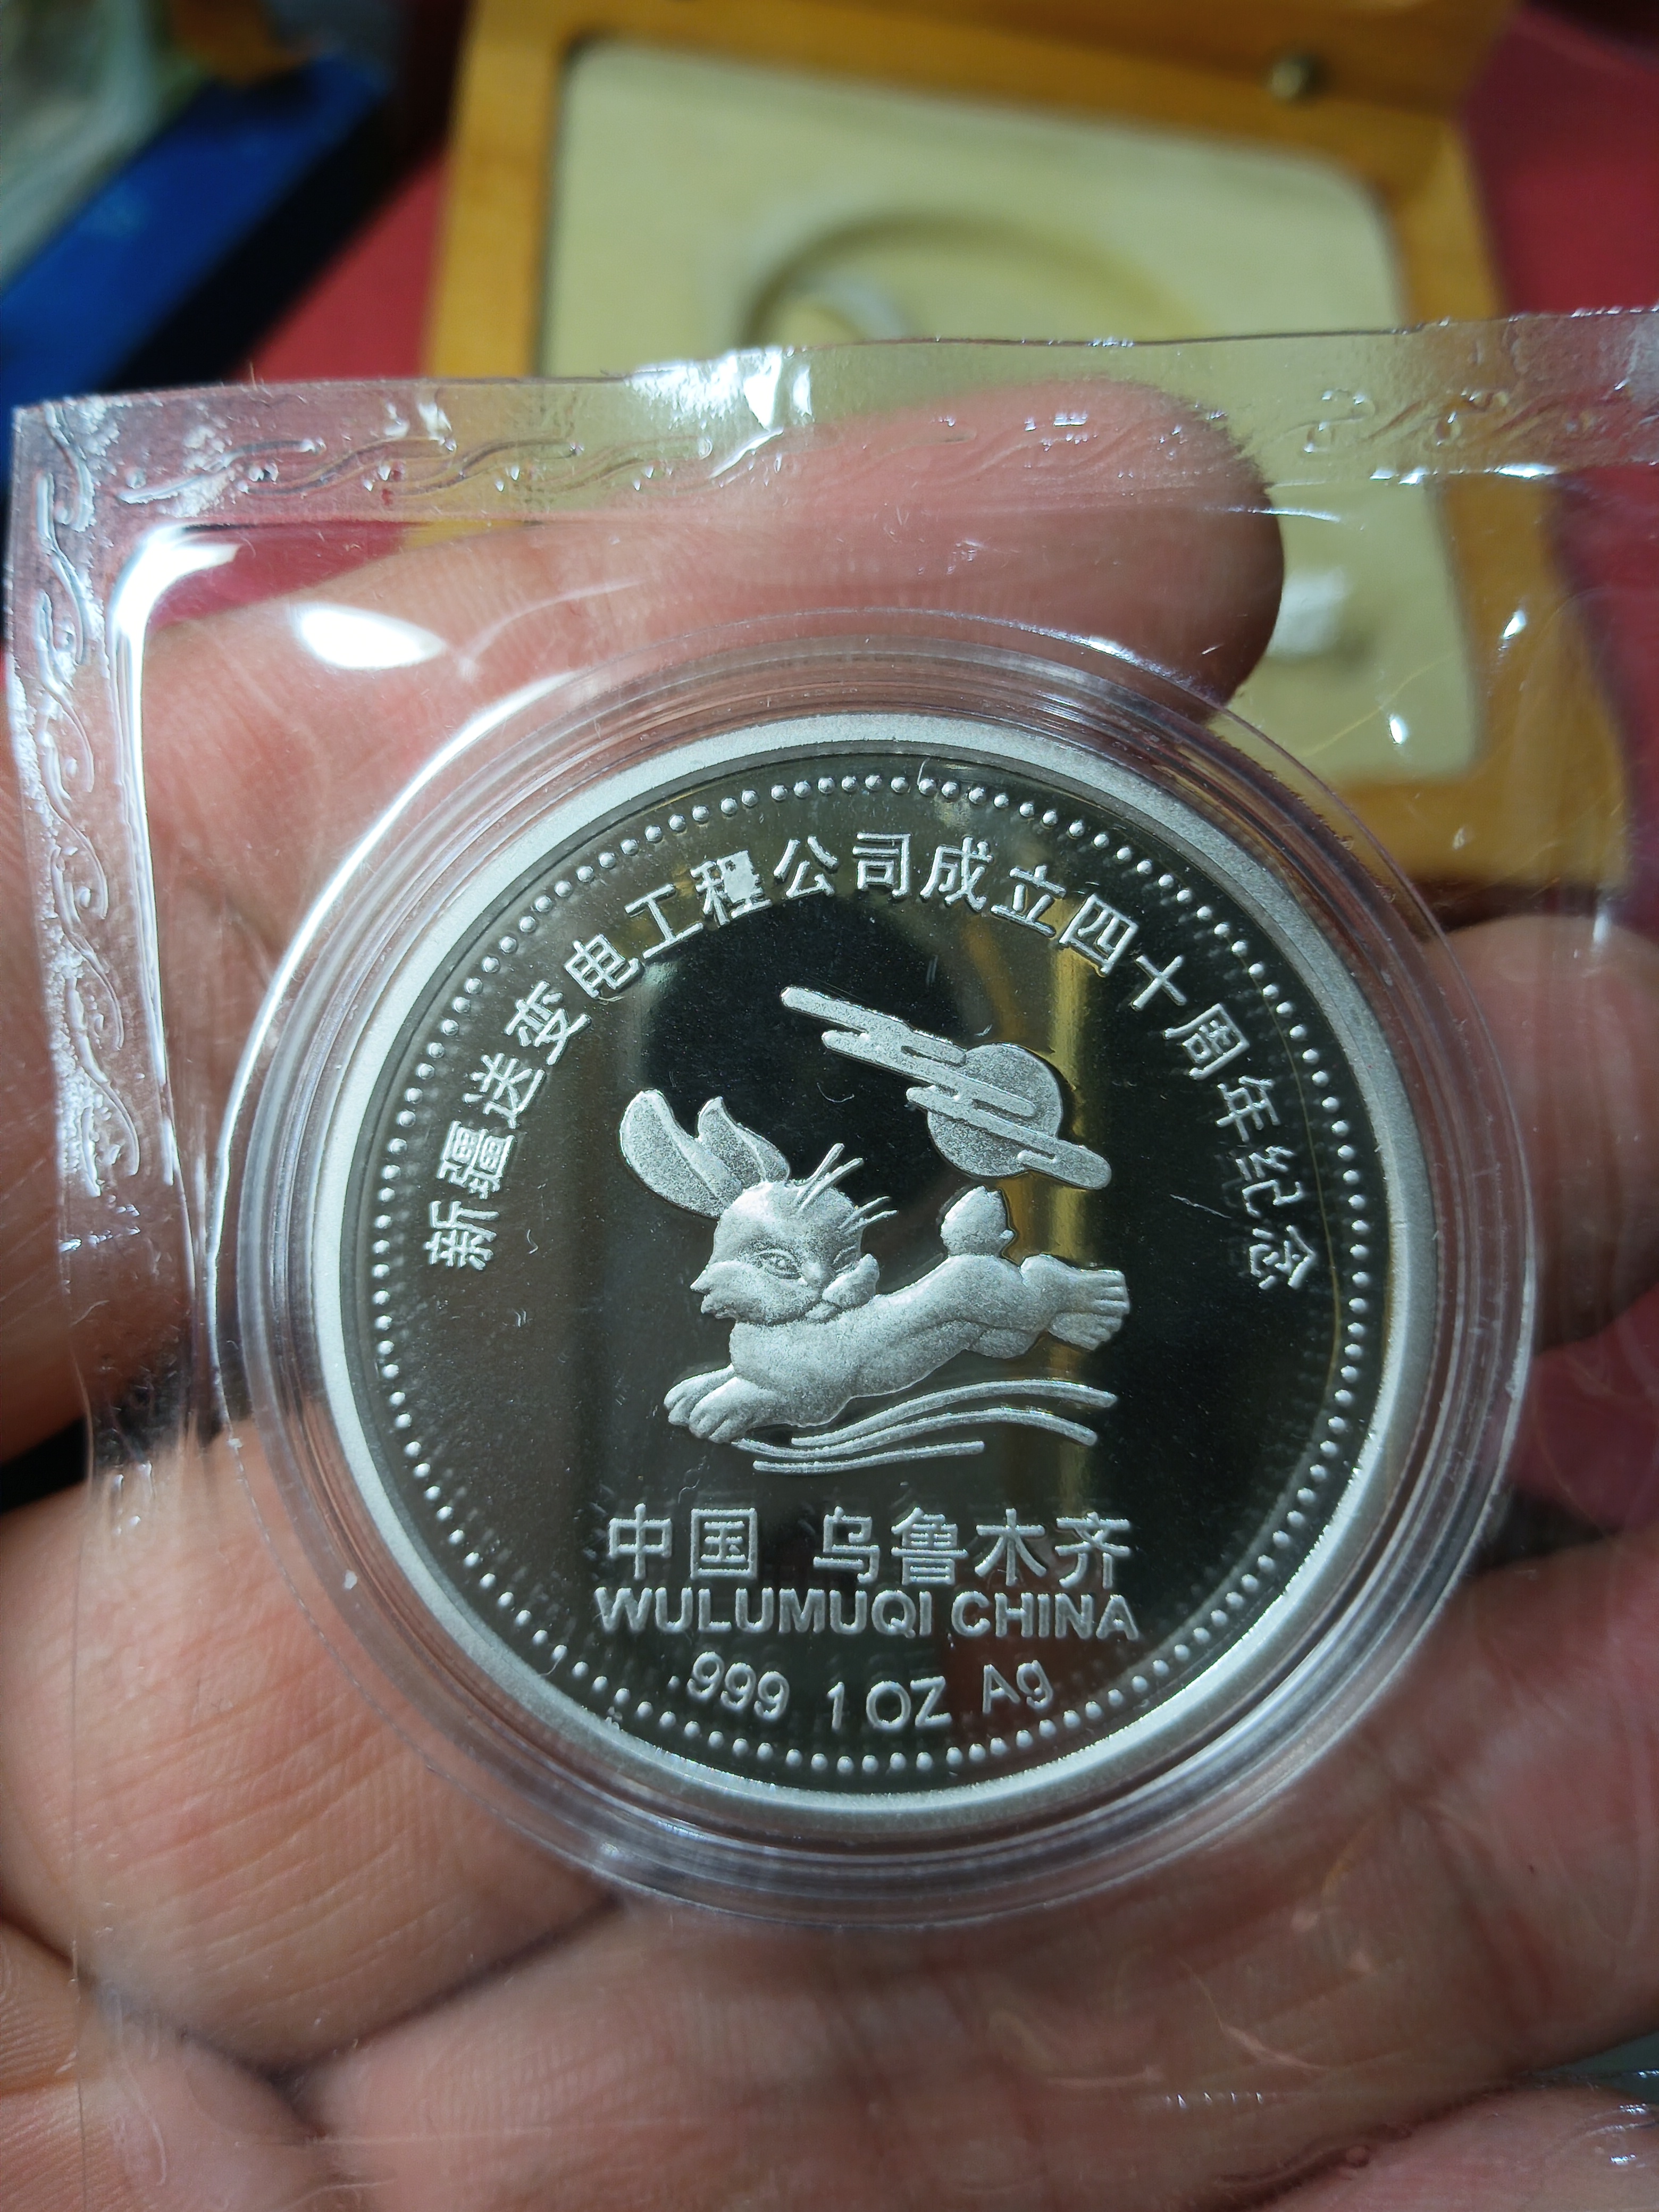 新疆送变电工程公司成立四十周年纪念
中国 乌鲁木齐
WULUMUQI CHINA
.999 1 OZ Ag